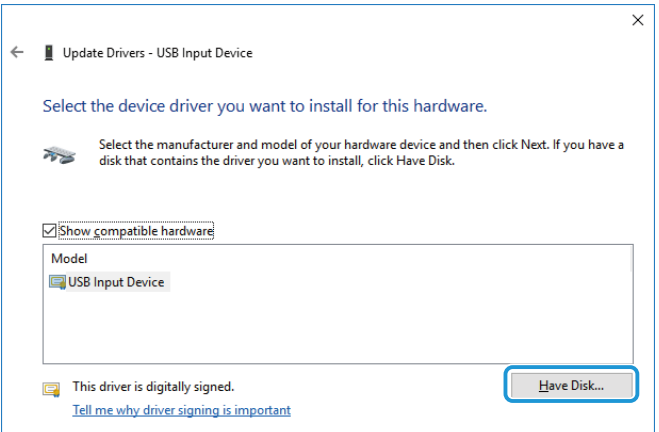 Update Drivers - USB Input Device
Select the device driver you want to install for this hardware.
Select the manufacturer and model of your hardware device and then click Next. If you have a
disk that contains the driver you want to install, click Have Disk.
Show compatible hardware
Model
USB Input Device
This driver is digitally signed.
Have Disk...
Tell me why driver signing is important